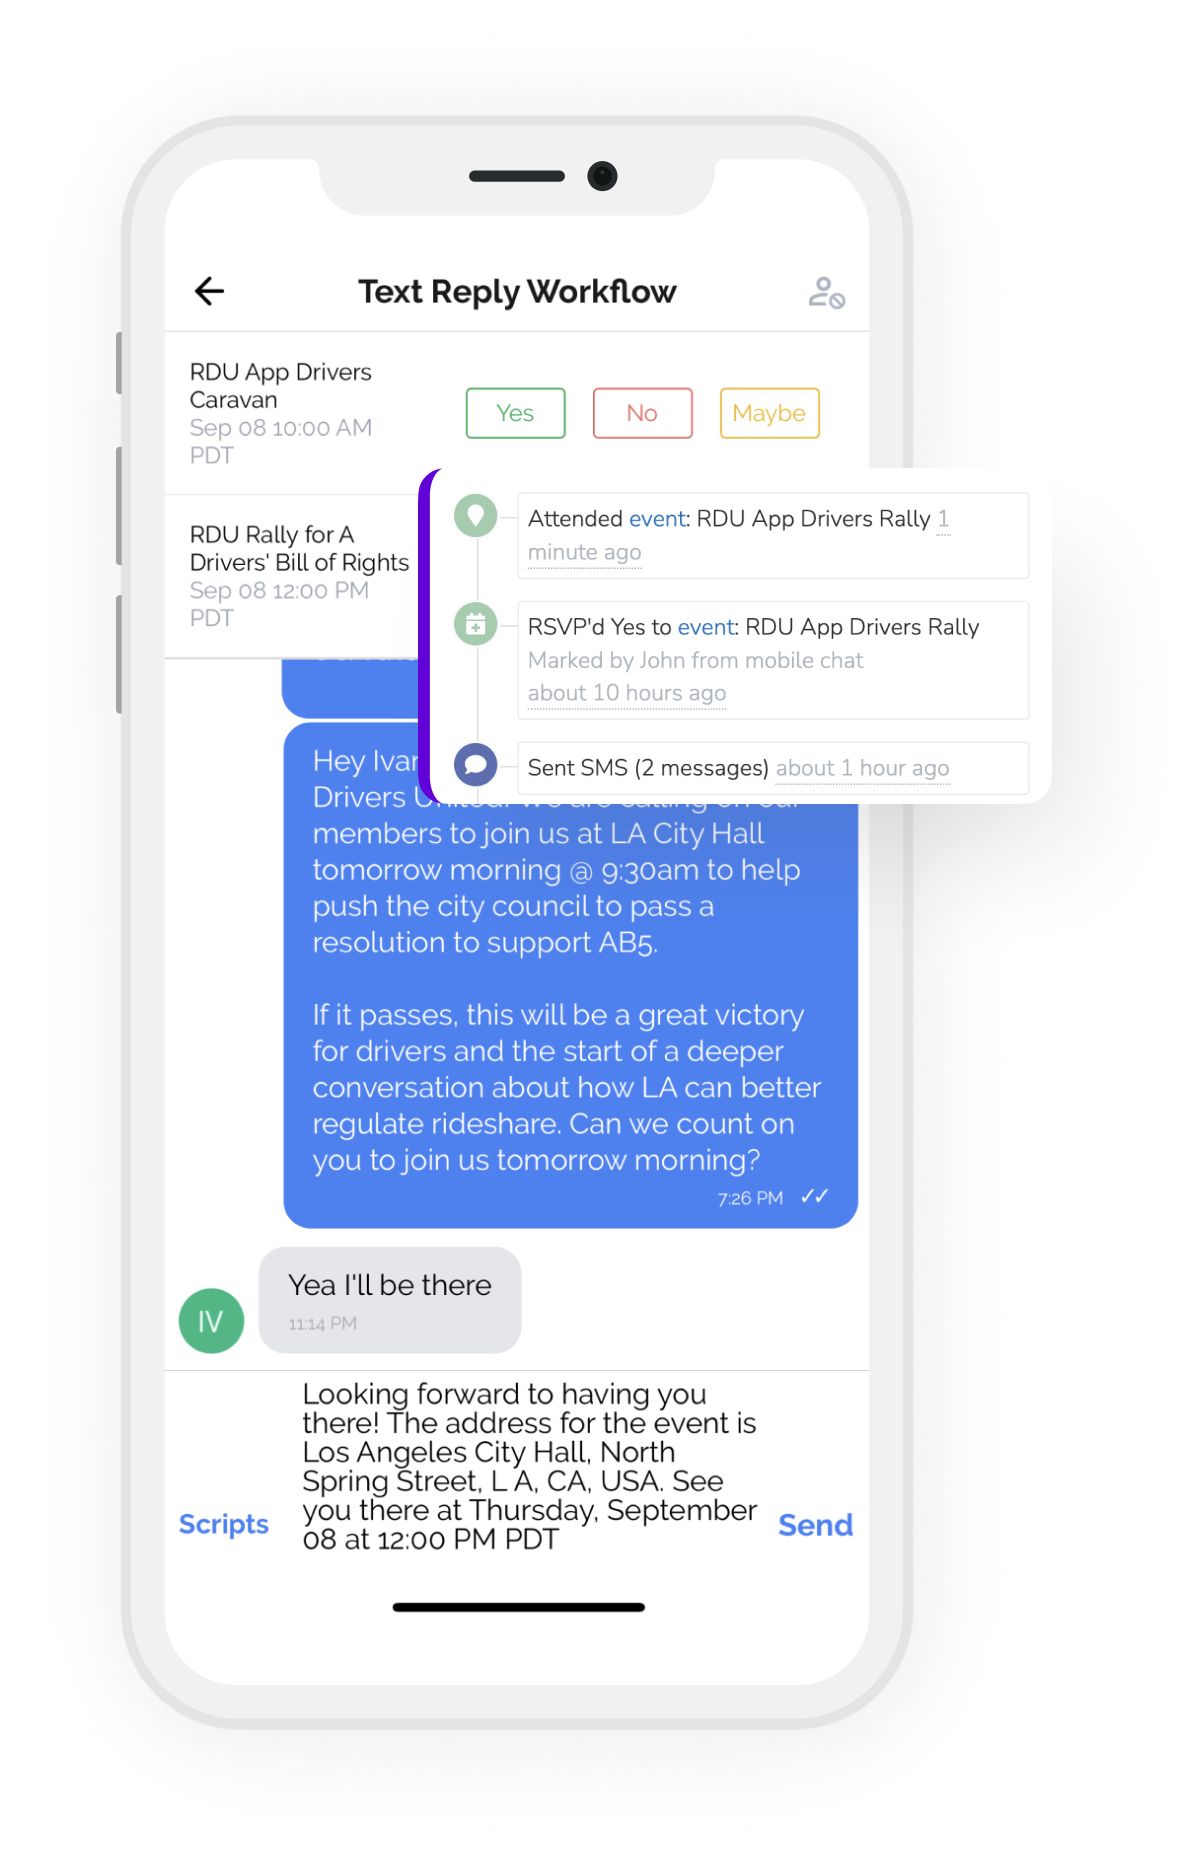 Text Reply Workflow
RDU App Drivers
Caravan
Sep 08 10:00 AM
PDT
Yes
No
Maybe
RDU Rally for A
Drivers' Bill of Rights
Sep 08 12:00 PM
PDT
Attended event: RDU App Drivers Rally 1
minute ago
RSVP'd Yes to event: RDU App Drivers Rally
Marked by John from mobile chat
about 10 hours ago
Sent SMS (2 messages) about 1 hour ago
Hey
Drivers
members to join us at LA City Hall
tomorrow morning @ 9:30am to help
push the city council to pass a
resolution to support AB5.
If it passes, this will be a great victory
for drivers and the start of a deeper
conversation about how LA can better
regulate rideshare. Can we count on
you to join us tomorrow morning?
7:26 PM
Yea I'll be there
11:14 PM
IV
Looking forward to having you
there! The address for the event is
Los Angeles City Hall, North
Spring Street, L A, CA, USA. See
you there at Thursday, September
08 at 12:00 PM PDT
Scripts
Send